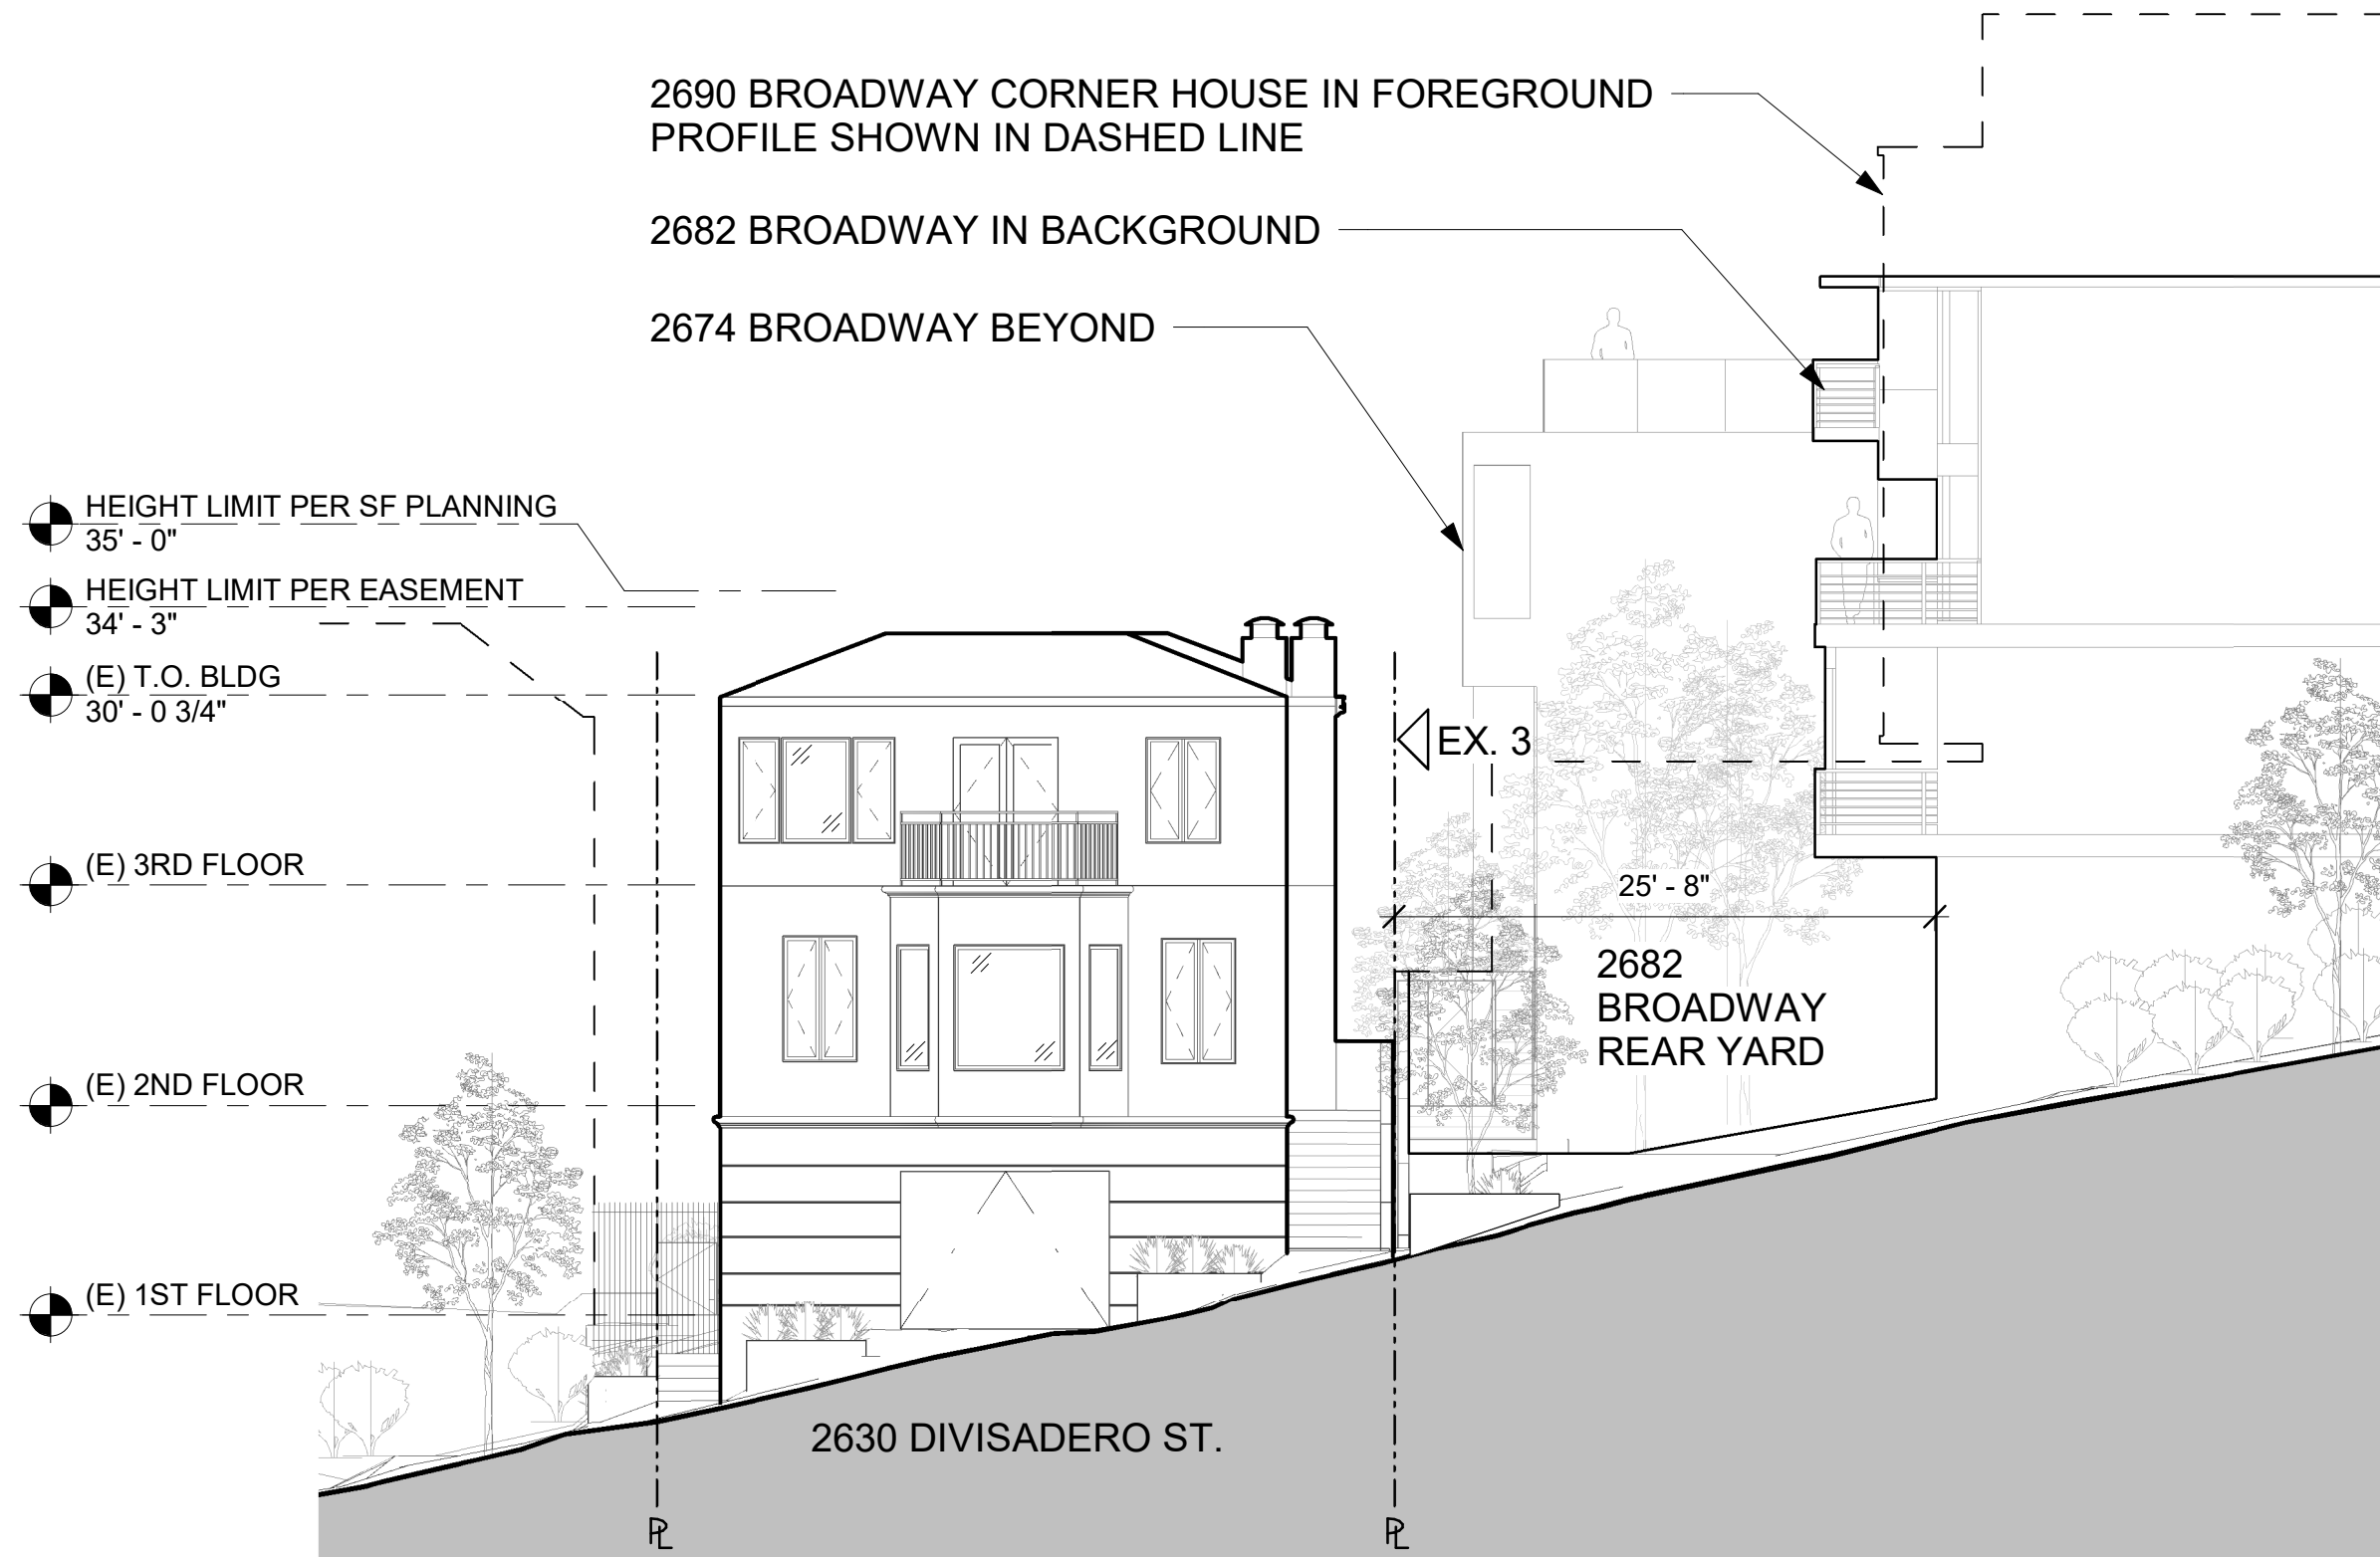 2690 BROADWAY CORNER HOUSE IN FOREGROUND
PROFILE SHOWN IN DASHED LINE
2682 BROADWAY IN BACKGROUND
2674 BROADWAY BEYOND
HEIGHT LIMIT PER SF PLANNING
35' - 0"
HEIGHT LIMIT PER EASEMENT
34' - 3"
(E) T.O. BLDG
30' - 0 3/4"
EX. 3
(E) 3RD FLOOR
25' - 8"
2682
BROADWAY
REAR YARD
(E) 2ND FLOOR
(E) 1ST FLOOR
2630 DIVISADERO ST.
PL
PL